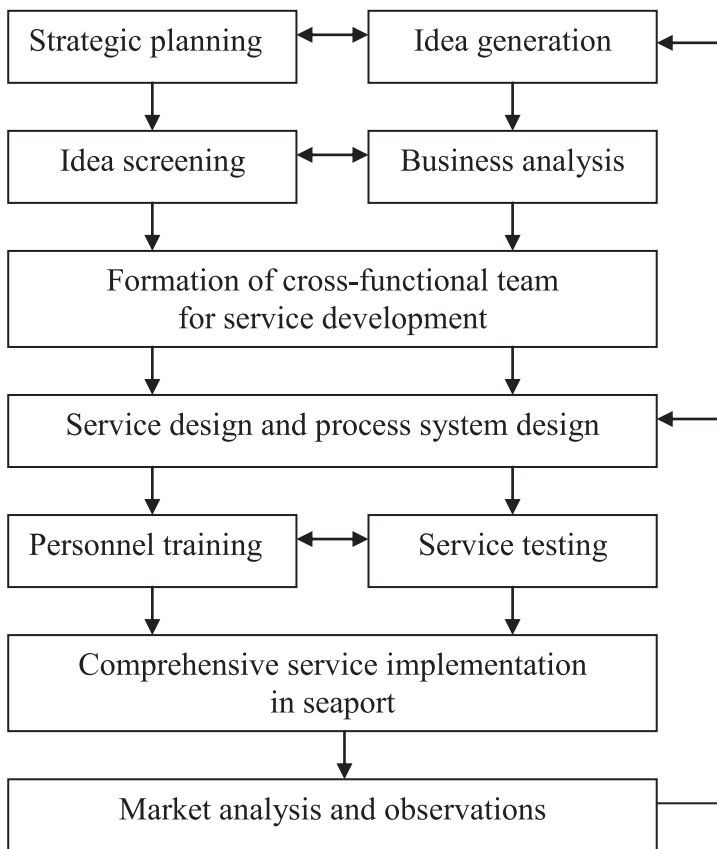 Strategic planning
Idea generation
Idea screening
Business analysis
Formation of cross-functional team
for service development
Service design and process system design
Personnel training
Service testing
Comprehensive service implementation
in seaport
Market analysis and observations